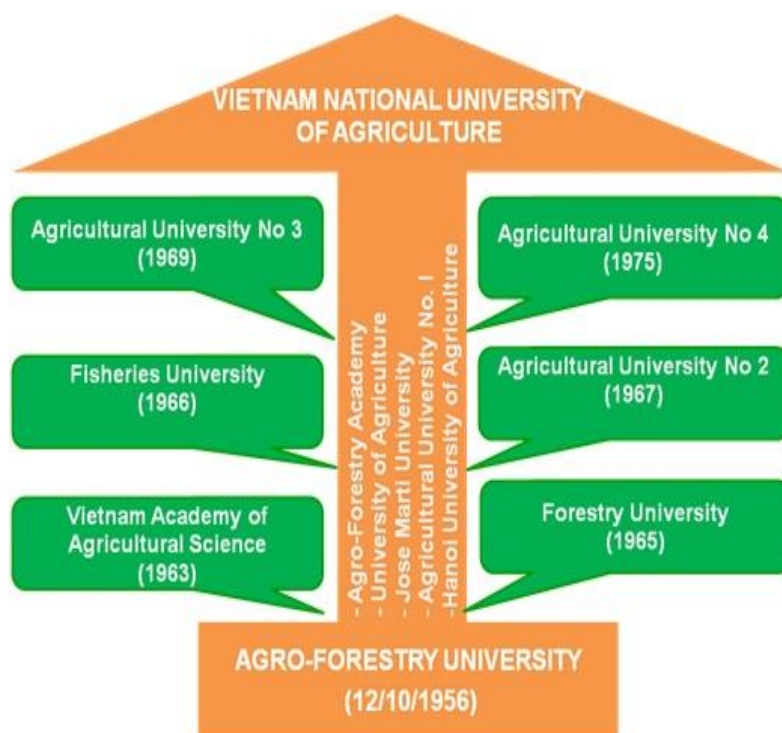 VIETNAM NATIONAL UNIVERSITY
OF AGRICULTURE
Agricultural University No 3
(1969)
Agricultural University No 4
(1975)
Fisheries University
(1966)
Agricultural University No 2
(1967)
Vietnam Academy of
Agricultural Science
(1963)
Forestry University
(1965)
- Agro-Forestry Academy
- University of Agriculture
- Jose Marti University
- Agricultural University No. I
-Hanoi University of Agriculture
AGRO-FORESTRY UNIVERSITY
(12/10/1956)